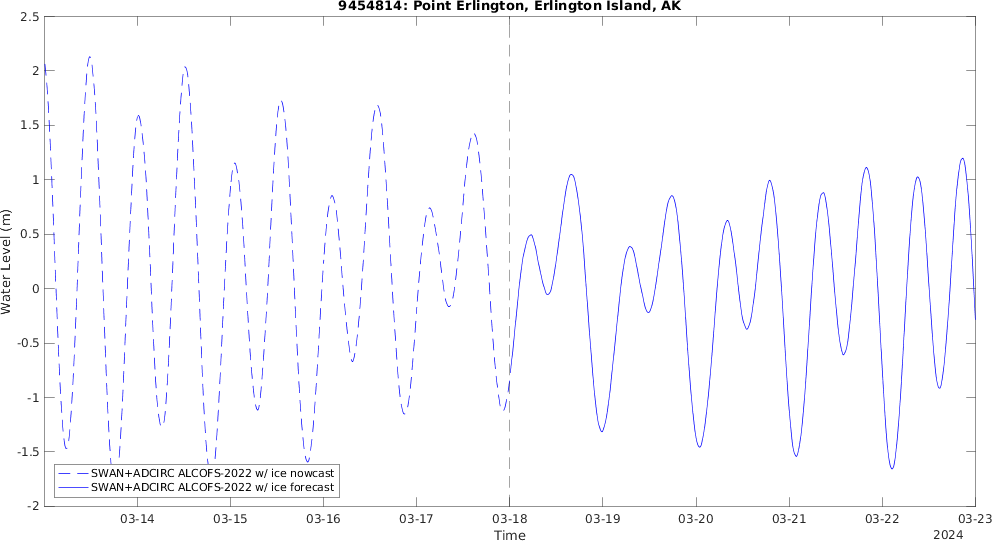 9454814: Point Erlington, Erlington Island, AK
2.5
2
1.5
1
0.5
0
-0.5
-1
-1.5
-2
Water Level (m)
SWAN+ADCIRC ALCOFS-2022 w/ ice nowcast
SWAN+ADCIRC ALCOFS-2022 w/ ice forecast
03-14 03-15 03-16 03-17 03-18 03-19 03-20 03-21 03-22 03-23
Time
2024